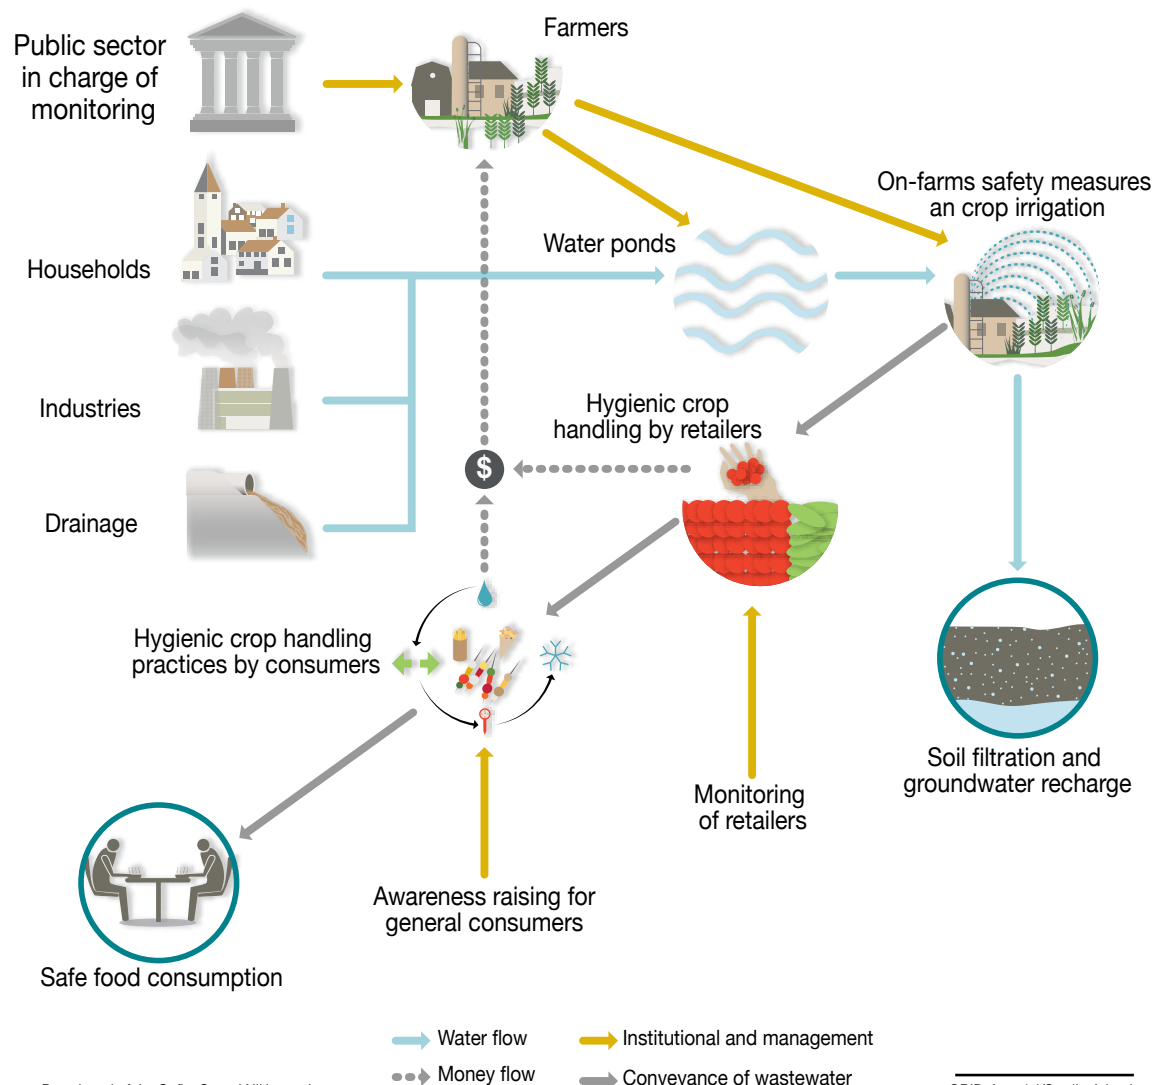 Public sector
in charge of
monitoring
Farmers
On-farms safety measures
an crop irrigation
Water ponds
Households
Industries
Hygienic crop
handling by retailers
$
Drainage
Hygienic crop handling
practices by consumers
Soil filtration and
groundwater recharge
Monitoring
of retailers
Awareness raising for
general consumers
Safe food consumption
Water flow
Institutional and management
Money flow
Conveyance of wastewater